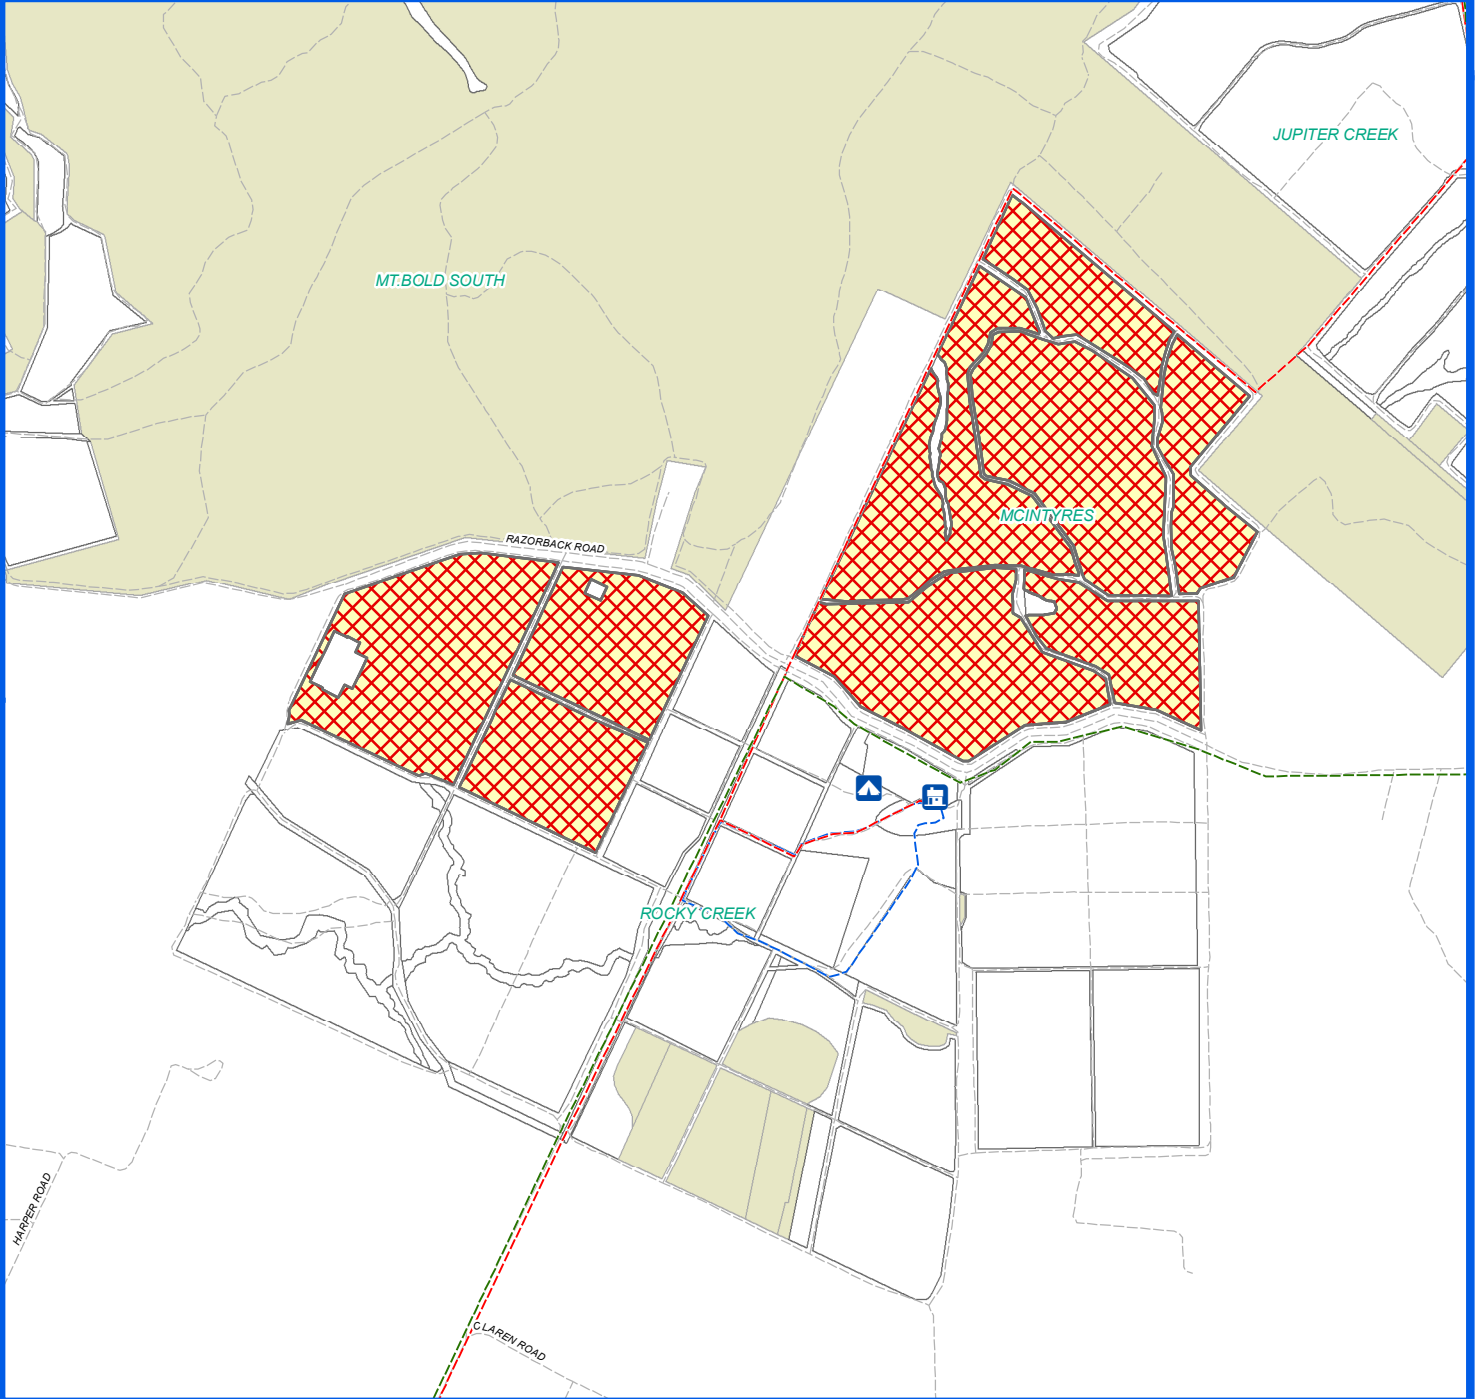 JUPITER CREEK
MT.BOLD SOUTH
MCINTYRES
RAZORBACK ROAD
ROCKY CREEK
HARPER ROAD
LAREN ROAD